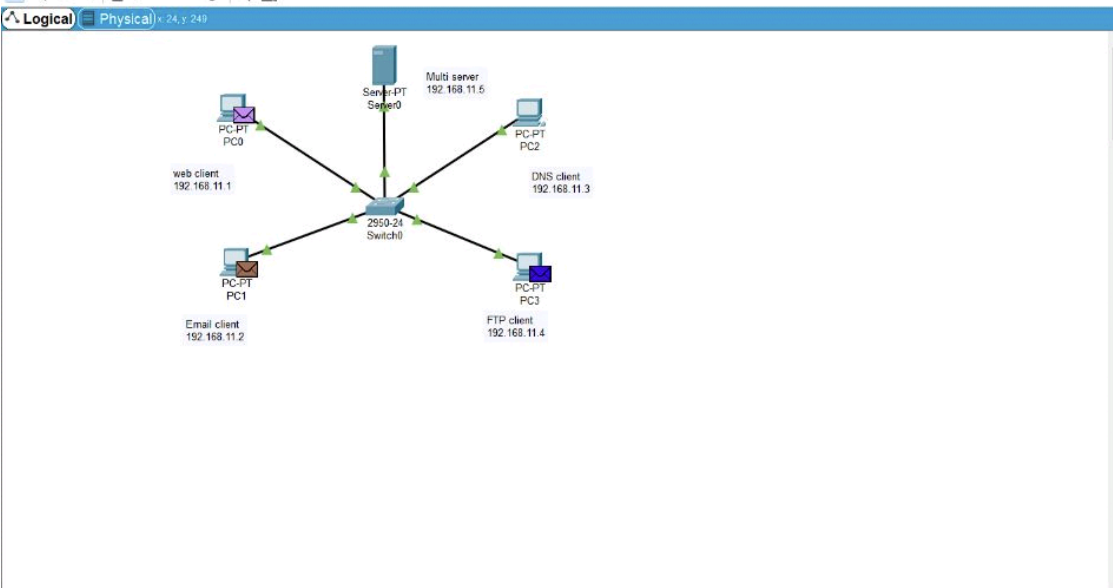 Logical Physical x: 24, y: 249
Server-PT
Server0
Multi server
192.168.11.5
PC-PT
PC0
PC-PT
PC2
web client
192.168.11.1
DNS client
192.168.11.3
2950-24
Switch0
PC-PT
PC1
PC-PT
PC3
Email client
192.168.11.2
FTP client
192.168.11.4